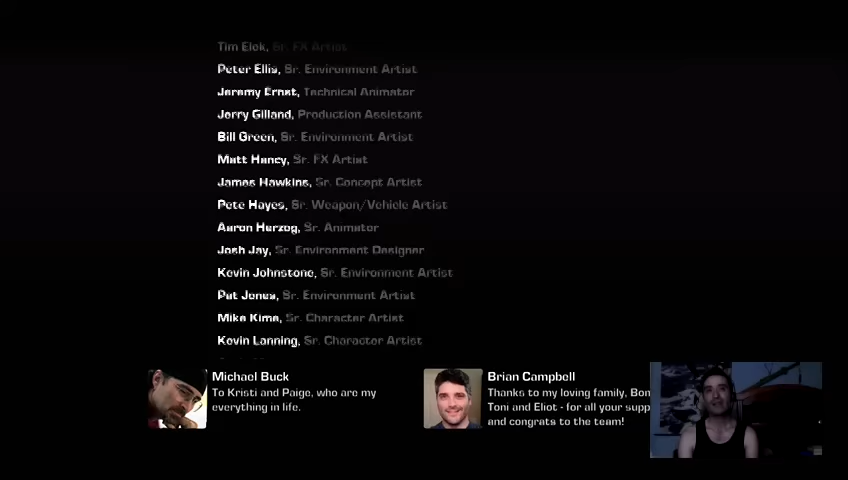 Tim Elek, Sr. FX Artist
Peter Ellis, Sr. Environment Artist
Jeremy Ernst, Technical Animator
Jerry Gilland, Production Assistant
Bill Green, Sr. Environment Artist
Matt Hancy, Sr. FX Artist
James Hawkins, Sr. Concept Artist
Pete Hayes, Sr. Weapon/Vehicle Artist
Aaron Herzog, Sr. Animator
Josh Jay, Sr. Environment Designer
Kevin Johnstone, Sr. Environment Artist
Pat Jones, Sr. Environment Artist
Mike Kime, Sr. Character Artist
Kevin Lanning, Sr. Character Artist
Michael Buck
To Kristi and Paige, who are my
everything in life.
Brian Campbell
Thanks to my loving family,
Toni and Eliot - for all your
and congrats to the team!